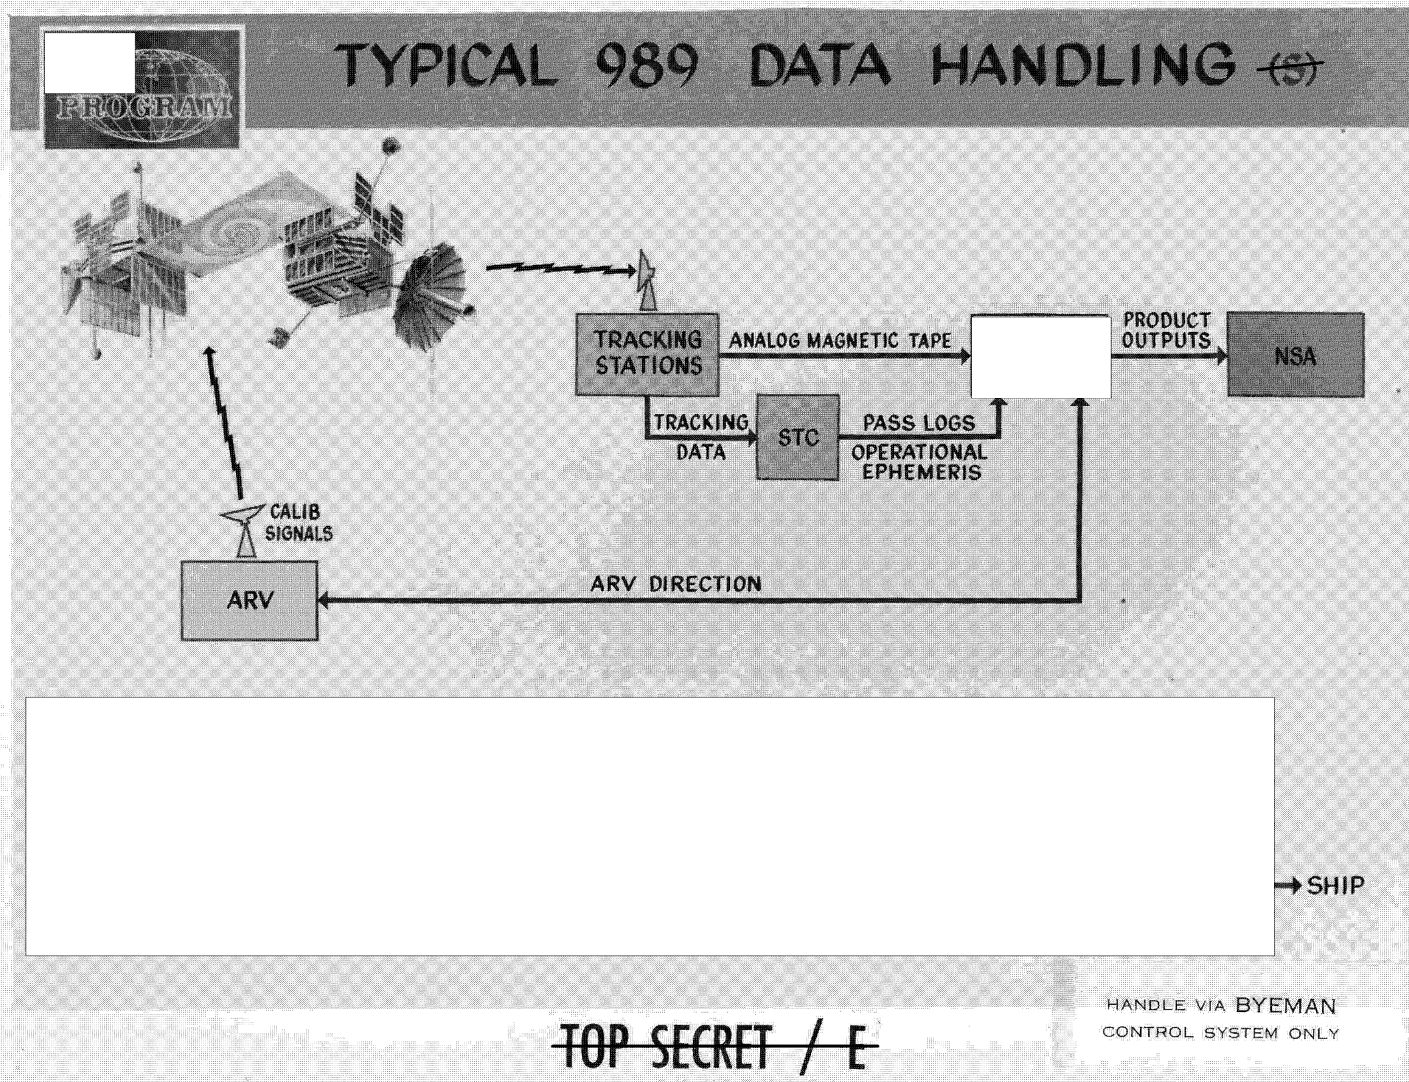 TYPICAL 989 DATA HANDLING (S)
PROGRAM
TRACKING
STATIONS
ANALOG MAGNETIC TAPE
PRODUCT
OUTPUTS
NSA
TRACKING
DATA
STC
PASS LOGS
OPERATIONAL
EPHEMERIS
CALIB
SIGNALS
ARV
ARV DIRECTION
SHIP
HANDLE VIA BYEMAN
CONTROL SYSTEM ONLY
TOP SECRET / E